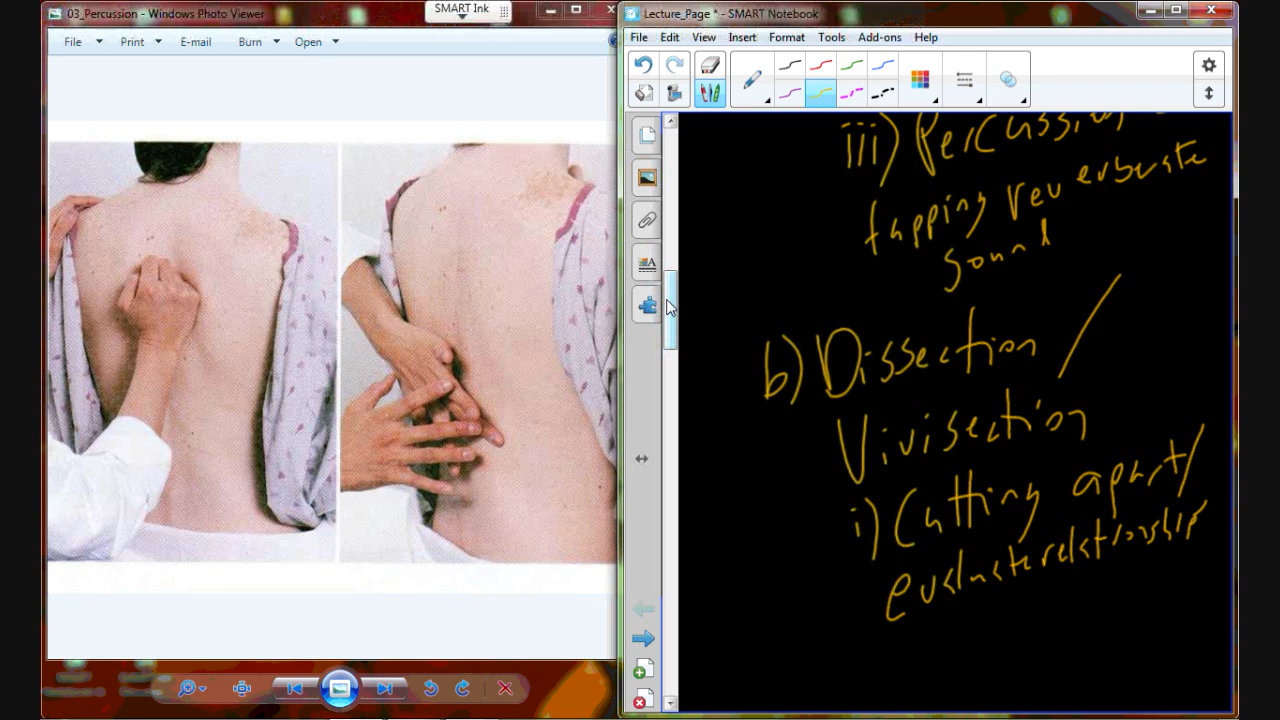 03_Percussion - Windows Photo Viewer
SMART Ink
File Print E-mail Burn Open
Lecture_Page * - SMART Notebook
File Edit View Insert Format Tools Add-ons Help
iii) Percussion
tapping reverberate
sound
b) Dissection /
Vivisection
i) Cutting apart/
evaluate relationship